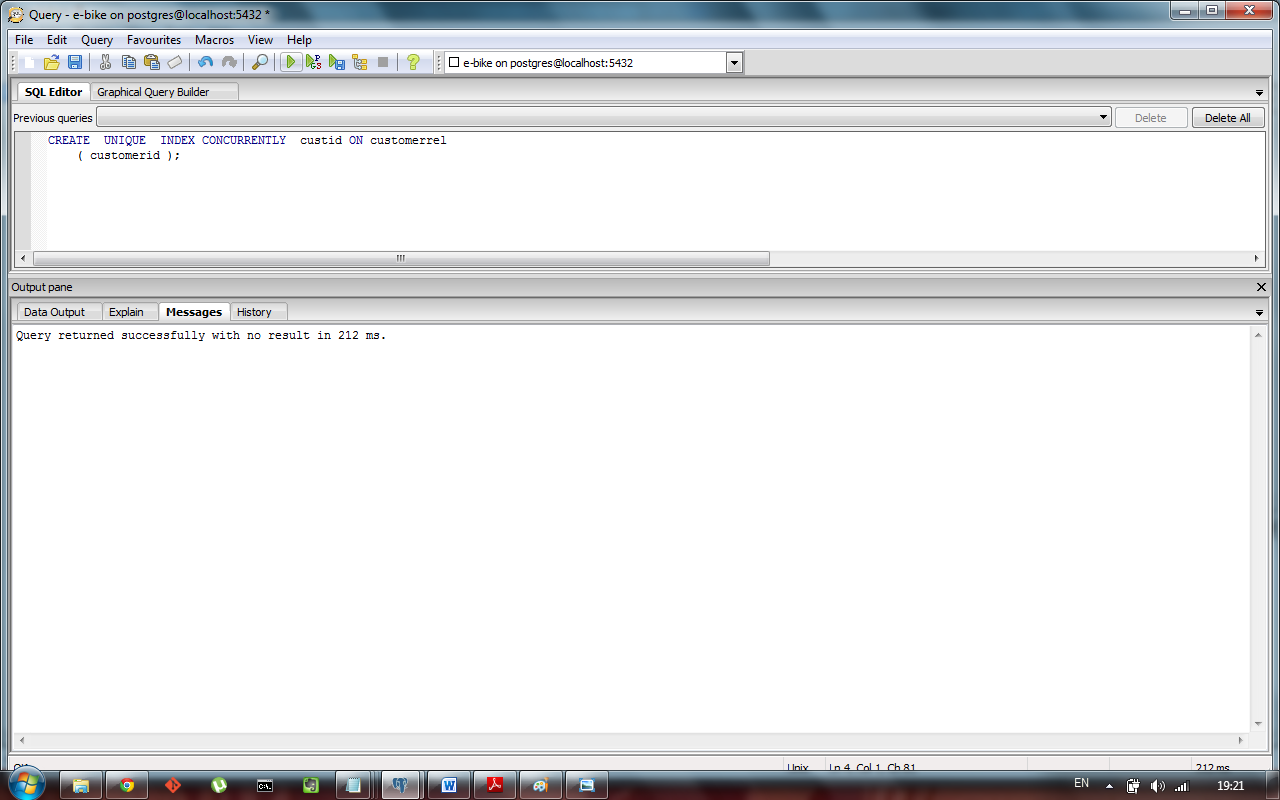 Query - e-bike on postgres@localhost:5432 *
File Edit Query Favourites Macros View Help
e-bike on postgres@localhost:5432
SQL Editor Graphical Query Builder
Previous queries Delete Delete All
CREATE  UNIQUE  INDEX CONCURRENTLY  custid ON customerrel
( customerid );
Output pane
Data Output Explain Messages History
Query returned successfully with no result in 212 ms.
Unix Ln 4, Col 1, Ch 81 212 ms
EN 19:21